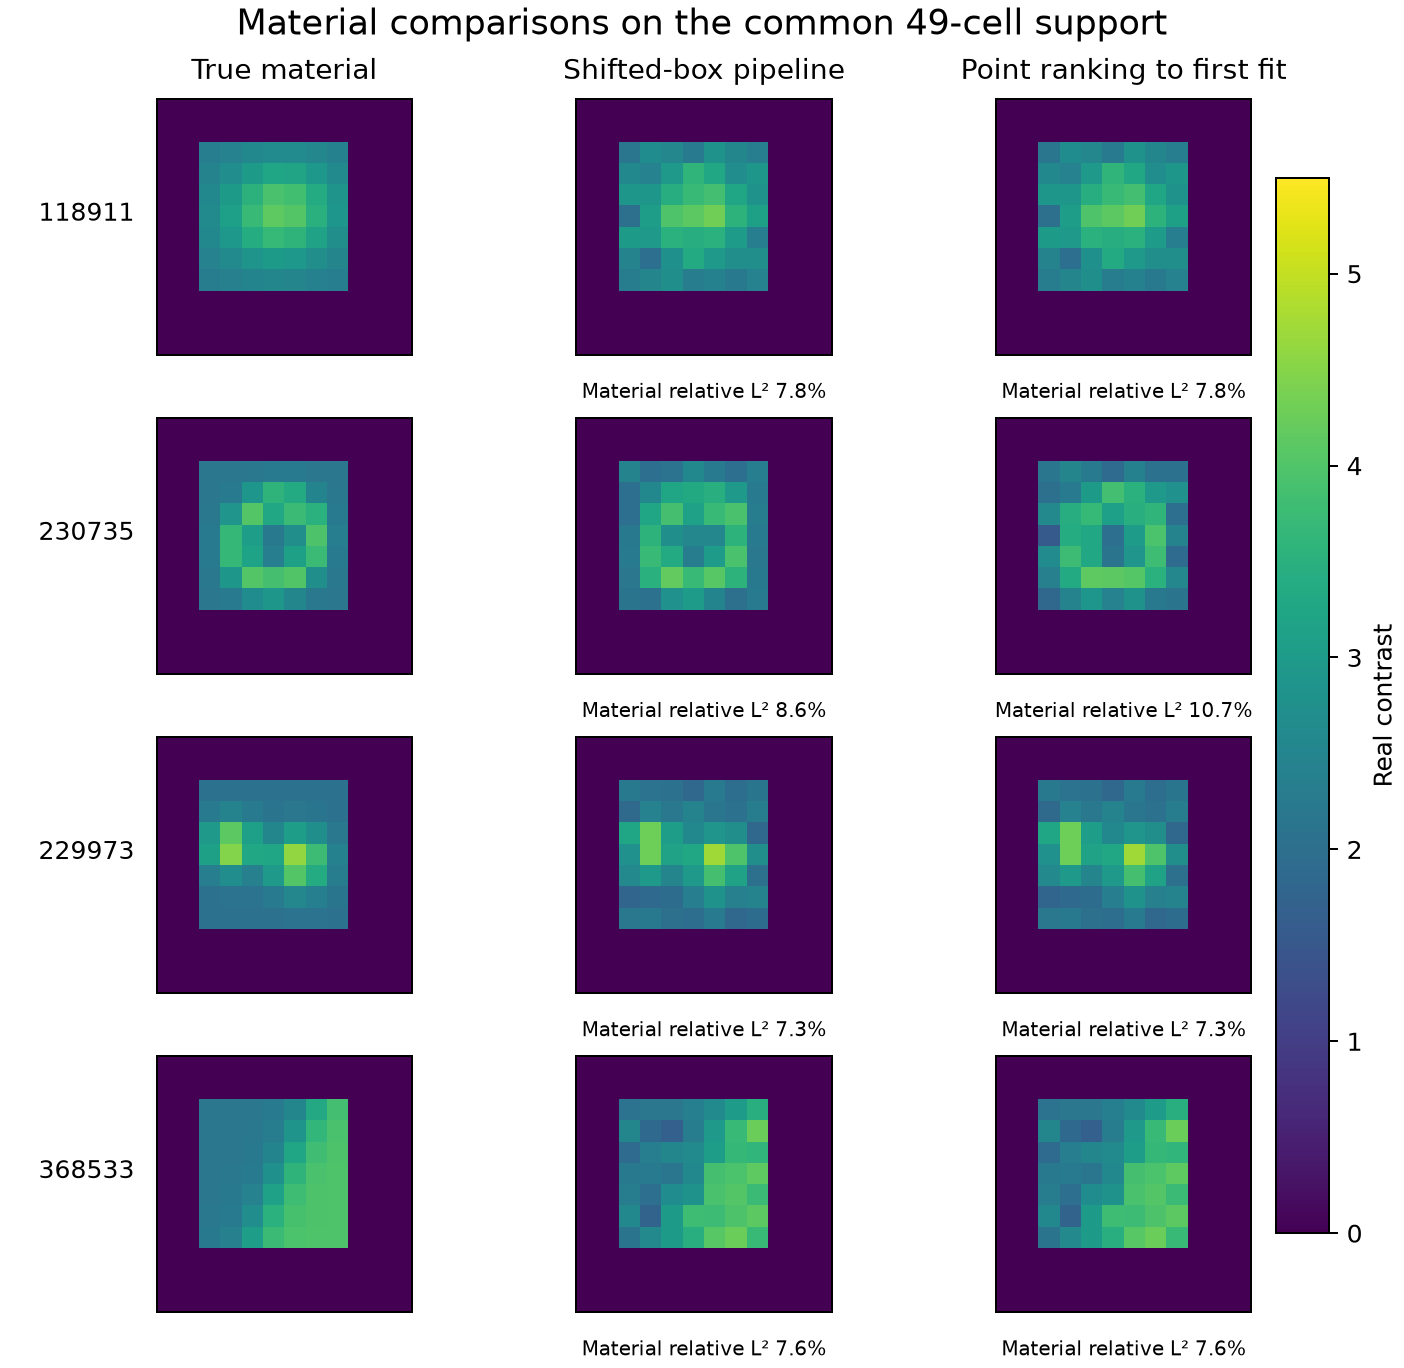 Material comparisons on the common 49-cell support
True material
Shifted-box pipeline
Point ranking to first fit
118911
Material relative L² 7.8%
Material relative L² 7.8%
230735
Material relative L² 8.6%
Material relative L² 10.7%
229973
Material relative L² 7.3%
Material relative L² 7.3%
368533
Material relative L² 7.6%
Material relative L² 7.6%
5
4
3
2
1
0
Real contrast